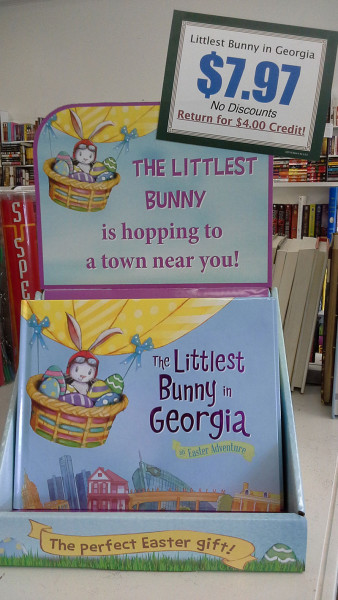 Littlest Bunny in Georgia
$7.97
No Discounts
Return for $4.00 Credit!
THE LITTLEST
BUNNY
is hopping to
a town near you!
SUSPE
The Littlest
Bunny in
Georgia
an Easter Adventure
The perfect Easter gift!